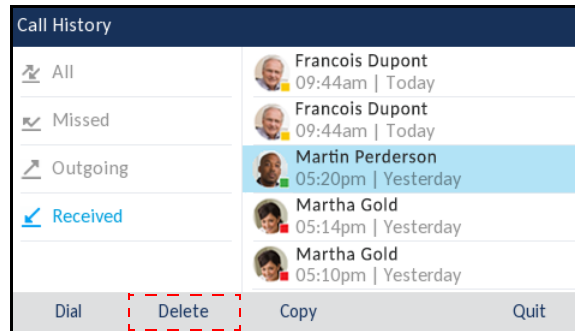 Call History
All
Missed
Outgoing
Received
Francois Dupont
09:44am | Today
Francois Dupont
09:44am | Today
Martin Perderson
05:20pm | Yesterday
Martha Gold
05:14pm | Yesterday
Martha Gold
05:10pm | Yesterday
Dial Delete Copy Quit